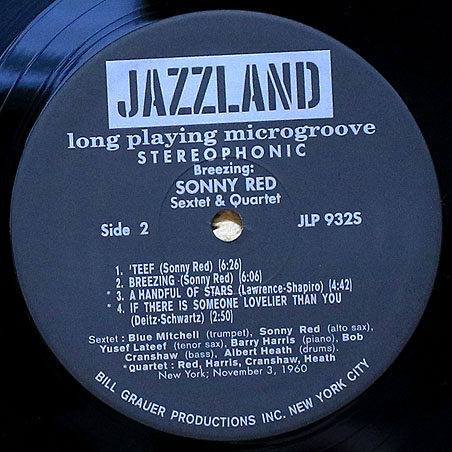 JAZZLAND
long playing microgroove
STEREOPHONIC
Breezing:
SONNY RED
Sextet & Quartet
Side 2
JLP 932S
1. 'TEEF (Sonny Red) (6:26)
2. BREEZING (Sonny Red) (6:06)
* 3. A HANDFUL OF STARS (Lawrence-Shapiro) (4:42)
* 4. IF THERE IS SOMEONE LOVELIER THAN YOU
(Deitz-Schwartz) (2:50)
Sextet: Blue Mitchell (trumpet), Sonny Red (alto sax),
Yusef Lateef (tenor sax), Barry Harris (piano), Bob
Cranshaw (bass), Albert Heath (drums).
*Quartet: Red, Harris, Cranshaw, Heath
New York; November 3, 1960
BILL GRAUER PRODUCTIONS INC. NEW YORK CITY